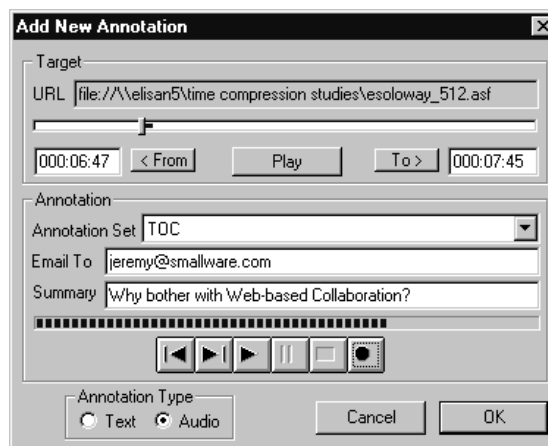 Add New Annotation
Target
URL file://\\elisan5\time compression studies\esoloway_512.asf
000:06:47 < From Play To > 000:07:45
Annotation
Annotation Set TOC
Email To jeremy@smallware.com
Summary Why bother with Web-based Collaboration?
Annotation Type
Text Audio Cancel OK